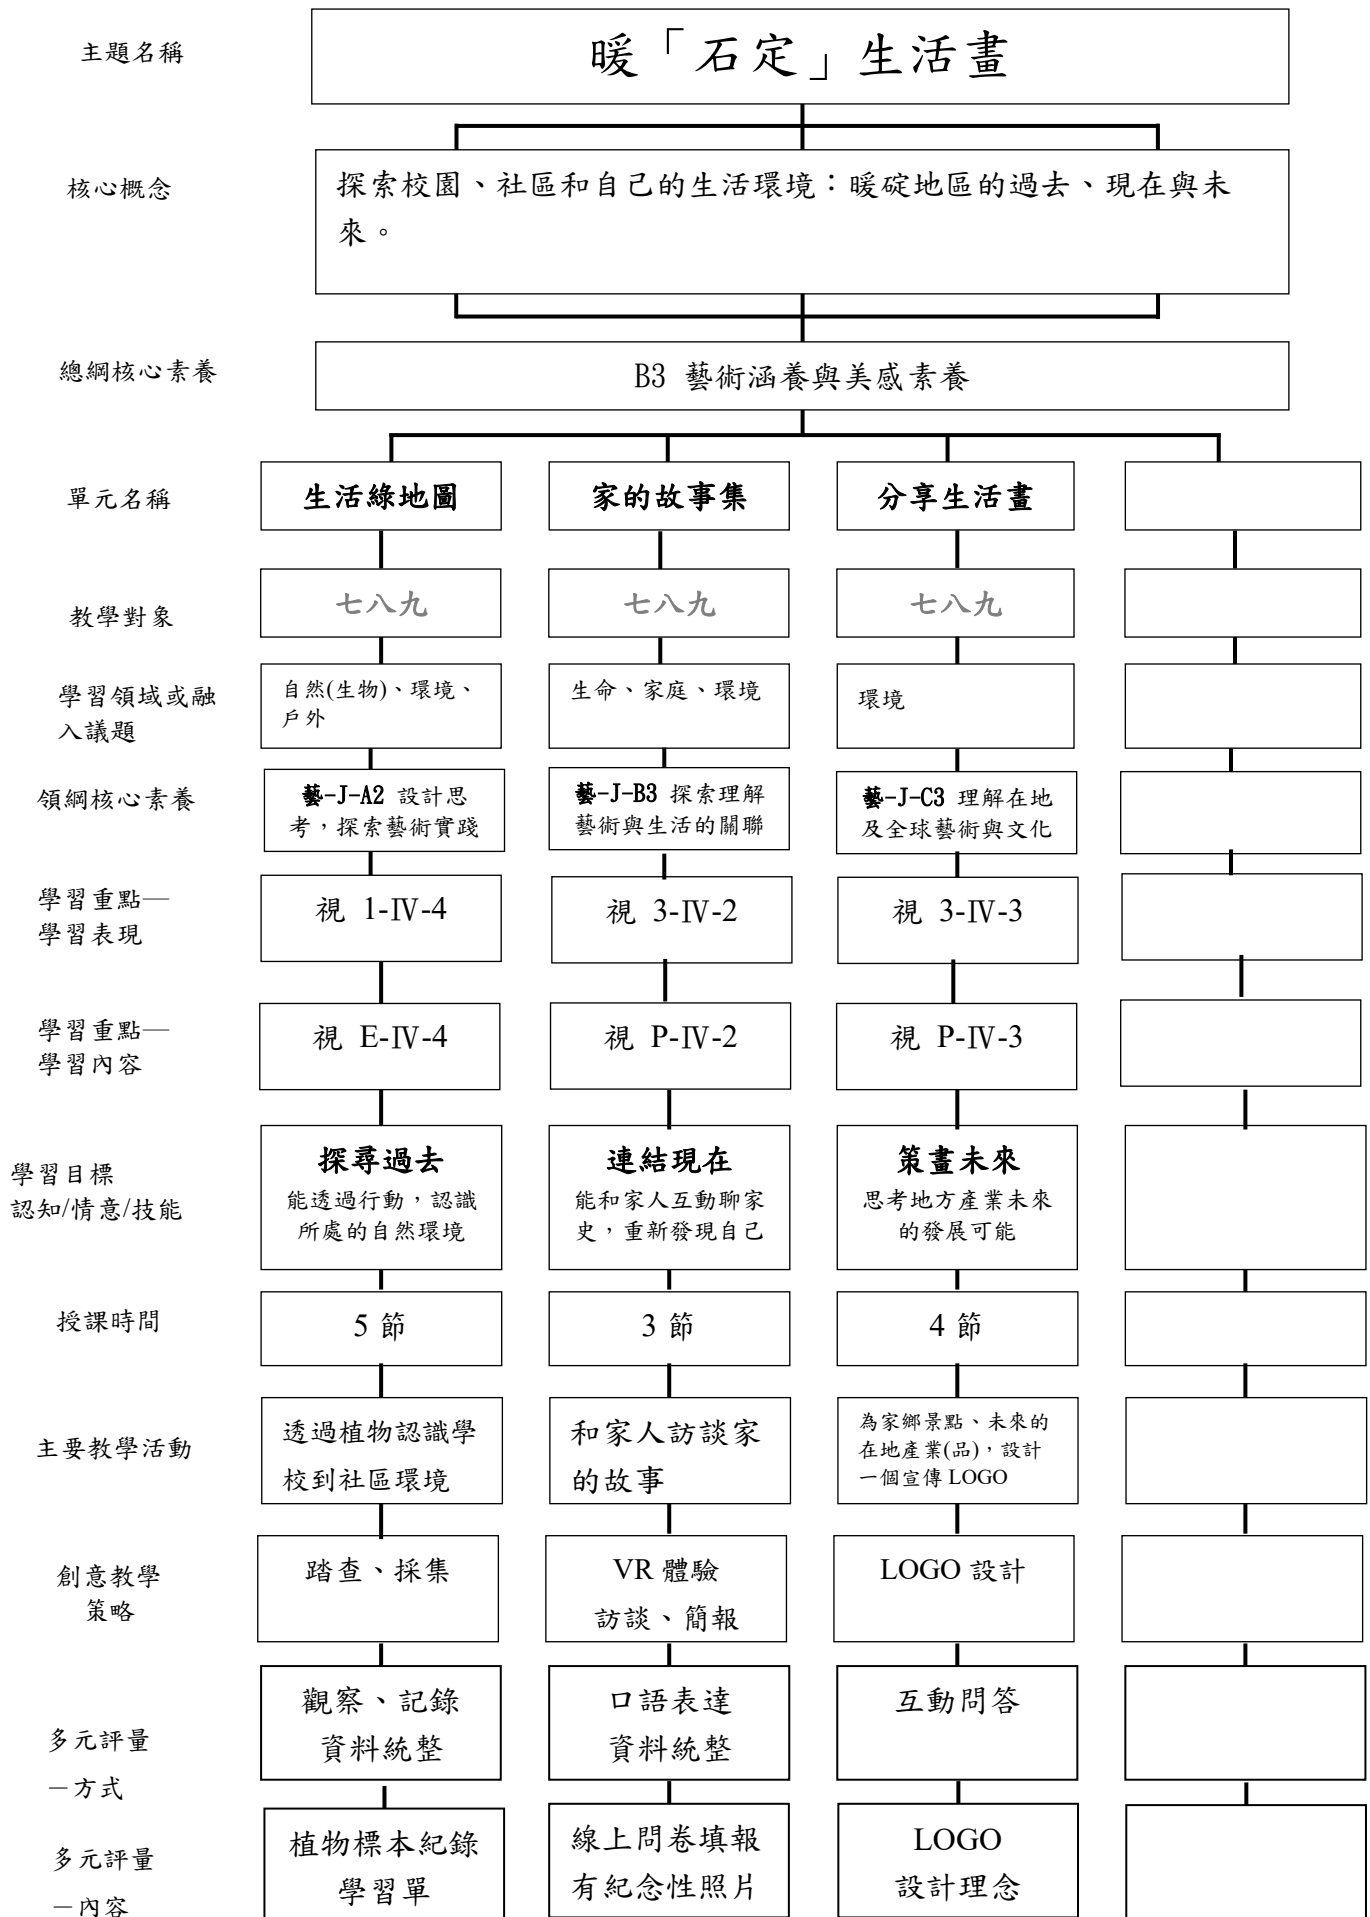 主題名稱
暖「石定」生活畫
核心概念
探索校園、社區和自己的生活環境：暖碇地區的過去、現在與未
來。
總綱核心素養
B3 藝術涵養與美感素養
單元名稱
生活綠地圖
家的故事集
分享生活畫
教學對象
七八九
七八九
七八九
學習領域或融
入議題
自然(生物)、環境、
戶外
生命、家庭、環境
環境
領綱核心素養
藝-J-A2 設計思
考，探索藝術實踐
藝-J-B3 探索理解
藝術與生活的關聯
藝-J-C3 理解在地
及全球藝術與文化
學習重點—
學習表現
視 1-IV-4
視 3-IV-2
視 3-IV-3
學習重點—
學習內容
視 E-IV-4
視 P-IV-2
視 P-IV-3
學習目標
認知/情意/技能
探尋過去
能透過行動，認識
所處的自然環境
連結現在
能和家人互動聊家
史，重新發現自己
策畫未來
思考地方產業未來
的發展可能
授課時間
5 節
3 節
4 節
主要教學活動
透過植物認識學
校到社區環境
和家人訪談家
的故事
為家鄉景點、未來的
在地產業(品)，設計
一個宣傳 LOGO
創意教學
策略
踏查、採集
VR 體驗
訪談、簡報
LOGO 設計
多元評量
－方式
觀察、記錄
資料統整
口語表達
資料統整
互動問答
多元評量
－內容
植物標本紀錄
學習單
線上問卷填報
有紀念性照片
LOGO
設計理念